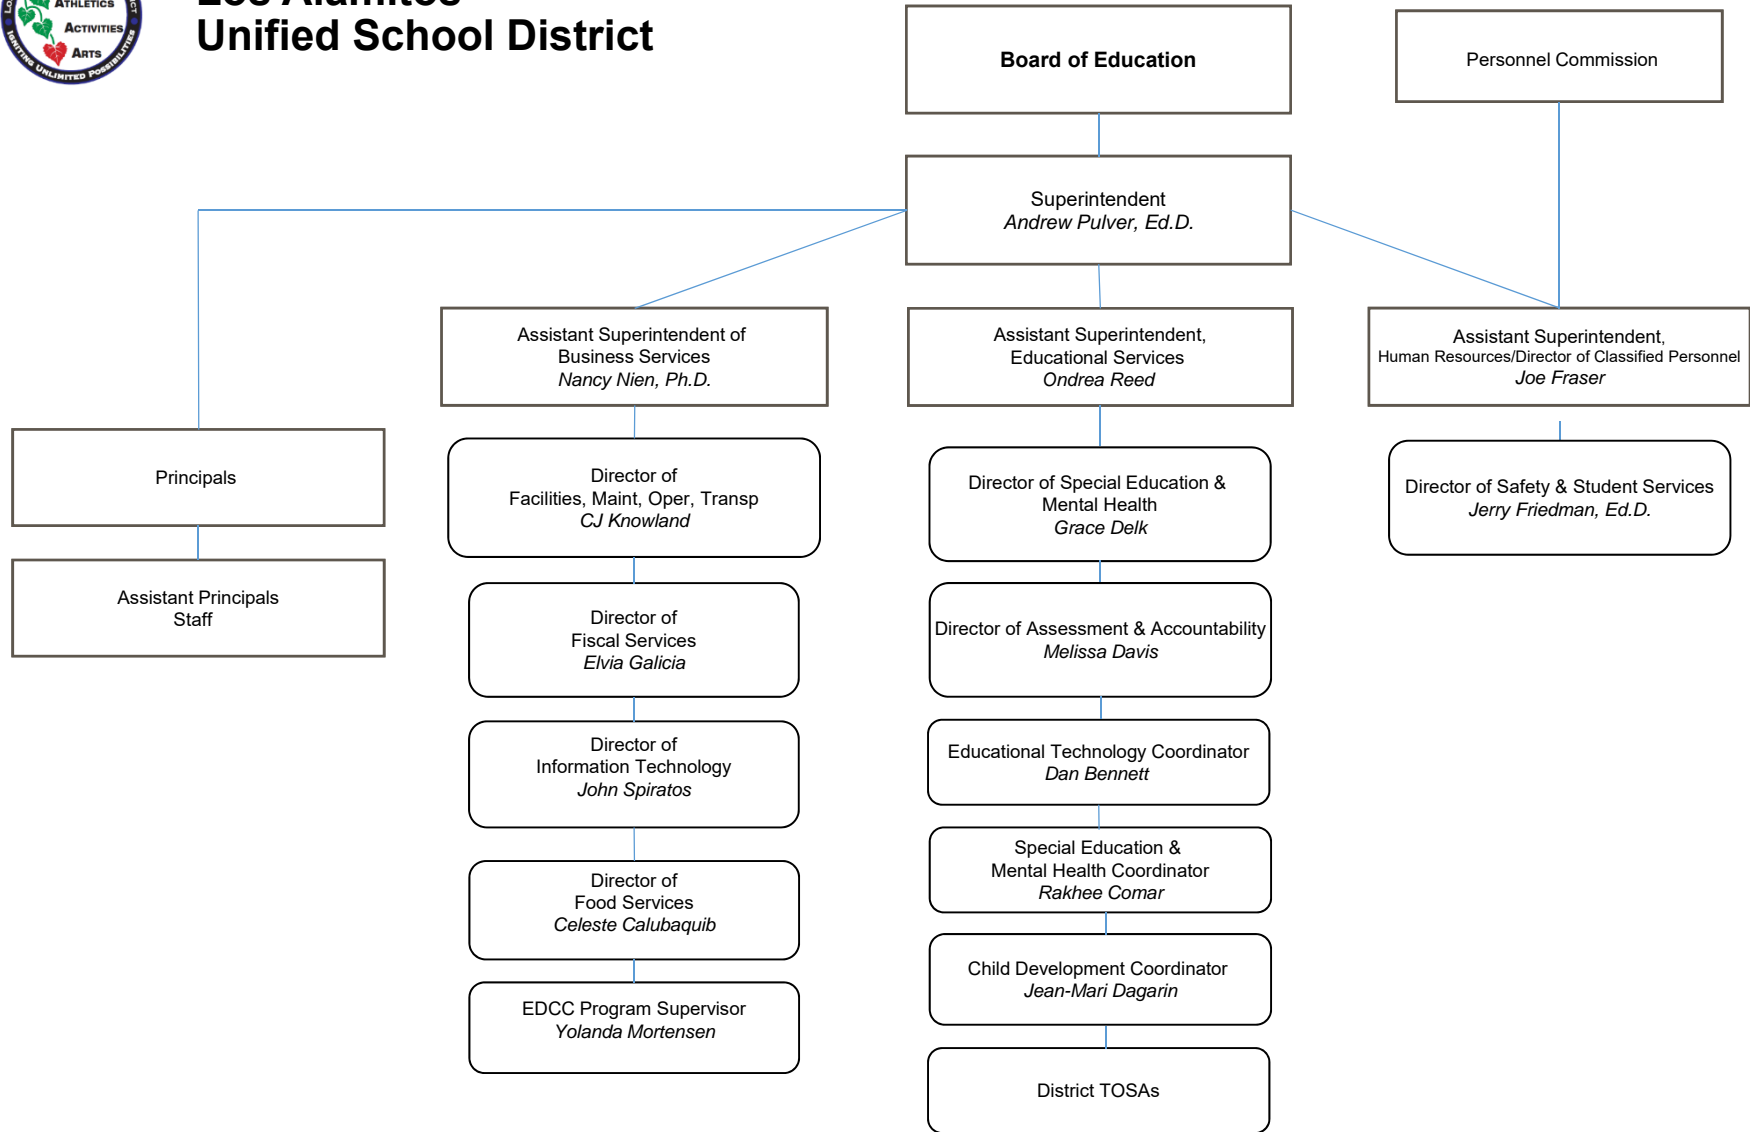 ATHLETICS
ACTIVITIES
ARTS
IGNITING UNLIMITED POSSIBILITIES
Los Alamitos
Unified School District
Board of Education
Personnel Commission
Superintendent
Andrew Pulver, Ed.D.
Assistant Superintendent of
Business Services
Nancy Nien, Ph.D.
Assistant Superintendent,
Educational Services
Ondrea Reed
Assistant Superintendent,
Human Resources/Director of Classified Personnel
Joe Fraser
Principals
Assistant Principals
Staff
Director of
Facilities, Maint, Oper, Transp
CJ Knowland
Director of
Fiscal Services
Elvia Galicia
Director of
Information Technology
John Spiratos
Director of
Food Services
Celeste Calubaquib
EDCC Program Supervisor
Yolanda Mortensen
Director of Special Education &
Mental Health
Grace Delk
Director of Assessment & Accountability
Melissa Davis
Educational Technology Coordinator
Dan Bennett
Special Education &
Mental Health Coordinator
Rakhee Comar
Child Development Coordinator
Jean-Mari Dagarin
District TOSAs
Director of Safety & Student Services
Jerry Friedman, Ed.D.